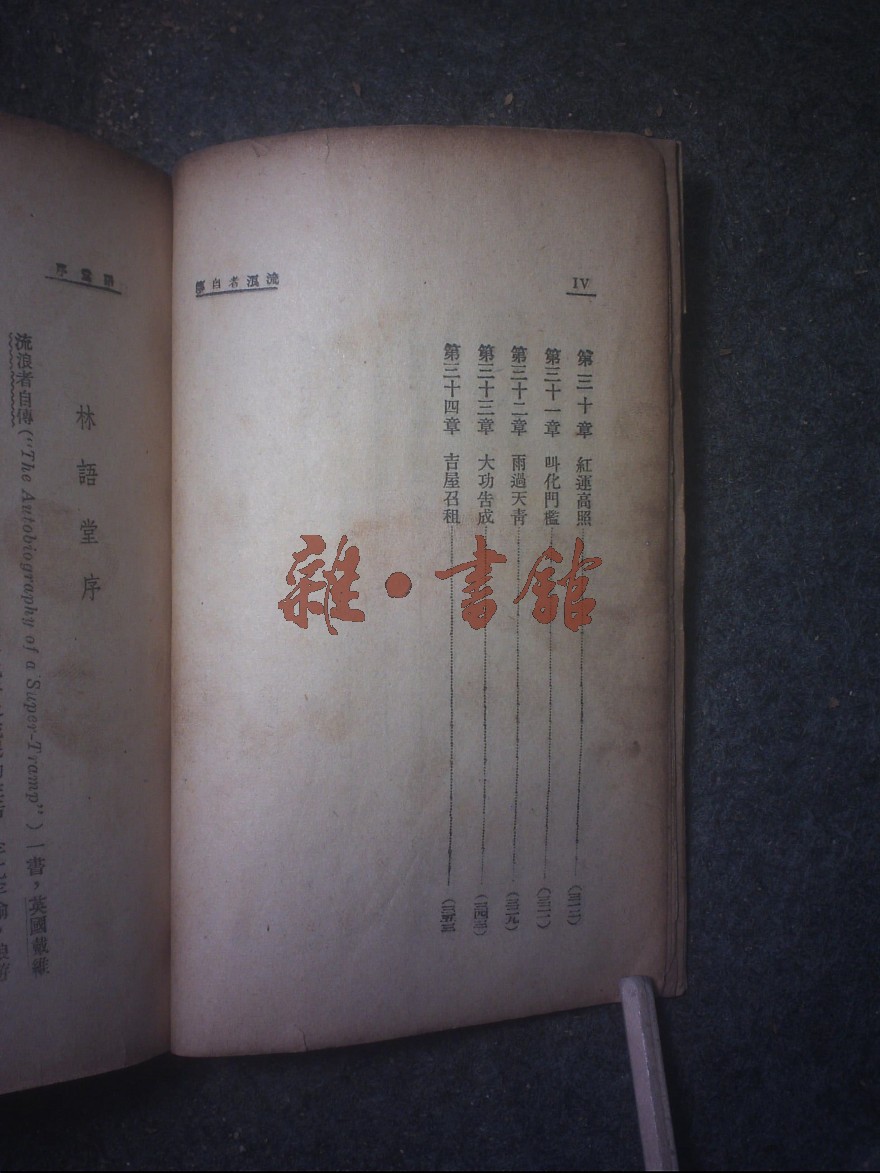 IV
流浪者自傳
第三十章 紅運高照
第三十一章 叫化門檻
第三十二章 雨過天青
第三十三章 大功告成
第三十四章 吉屋召租
雜·書館
語堂序
林語堂序
流浪者自傳(“The Autobiography of a Super-Tramp”)一書，英國戴維